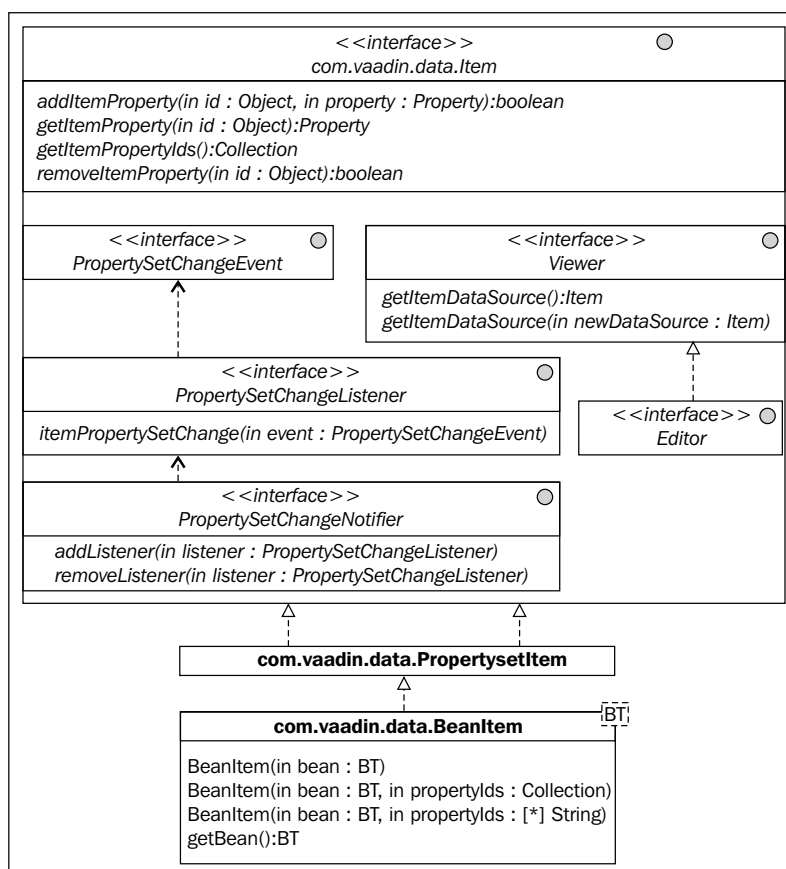 <<interface>>
com.vaadin.data.Item
addItemProperty(in id : Object, in property : Property):boolean
getItemProperty(in id : Object):Property
getItemPropertyIds():Collection
removeItemProperty(in id : Object):boolean
<<interface>>
PropertySetChangeEvent
<<interface>>
Viewer
getItemDataSource():Item
getItemDataSource(in newDataSource : Item)
<<interface>>
PropertySetChangeListener
itemPropertySetChange(in event : PropertySetChangeEvent)
<<interface>>
Editor
<<interface>>
PropertySetChangeNotifier
addListener(in listener : PropertySetChangeListener)
removeListener(in listener : PropertySetChangeListener)
com.vaadin.data.PropertysetItem
BT
com.vaadin.data.BeanItem
BeanItem(in bean : BT)
BeanItem(in bean : BT, in propertyIds : Collection)
BeanItem(in bean : BT, in propertyIds : [*] String)
getBean():BT